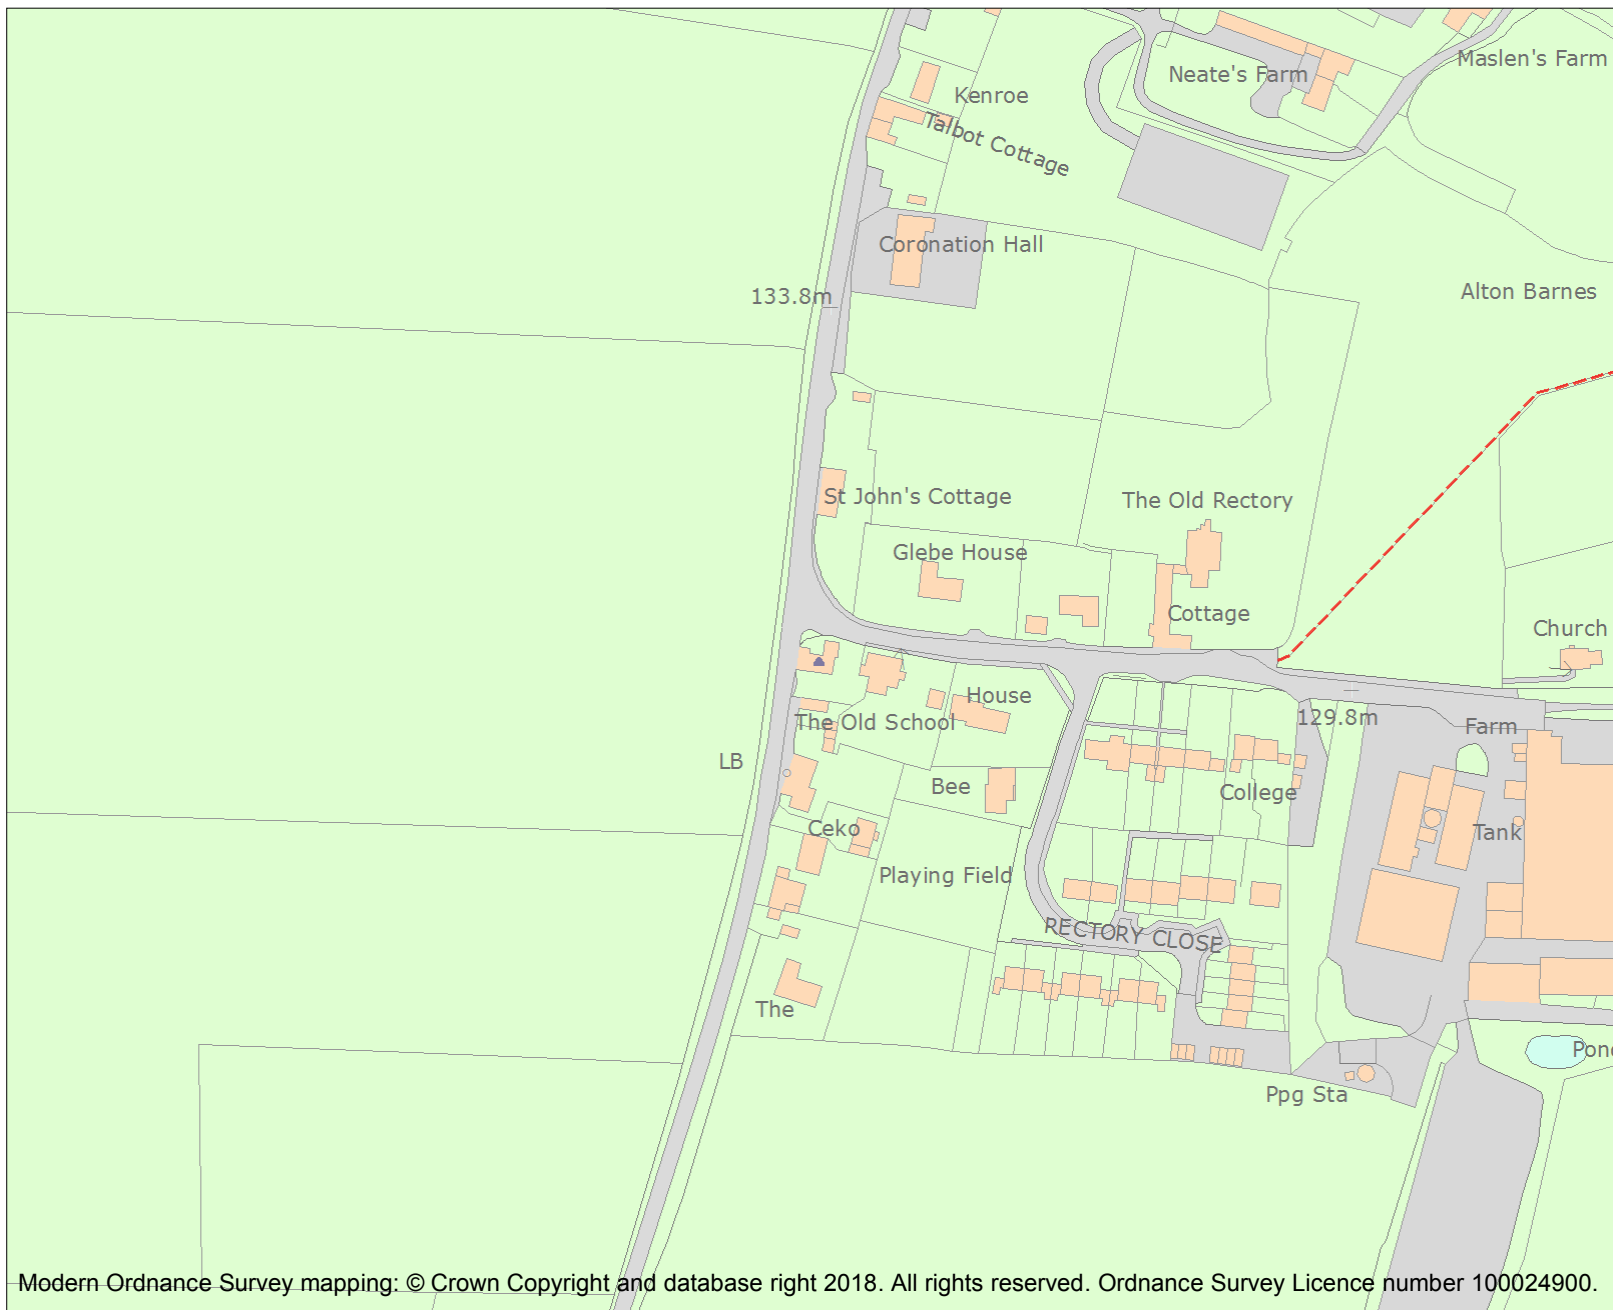 Maslen's Farm
Neate's Farm
Kenroe
Talbot Cottage
Coronation Hall
133.8m
Alton Barnes
St John's Cottage
The Old Rectory
Glebe House
Cottage
Church
House
The Old School
129.8m
Farm
LB
Bee
College
Ceko
Tank
Playing Field
RECTORY CLOSE
The
Pon
Ppg Sta
Modern Ordnance Survey mapping: © Crown Copyright and database right 2018. All rights reserved. Ordnance Survey Licence number 100024900.